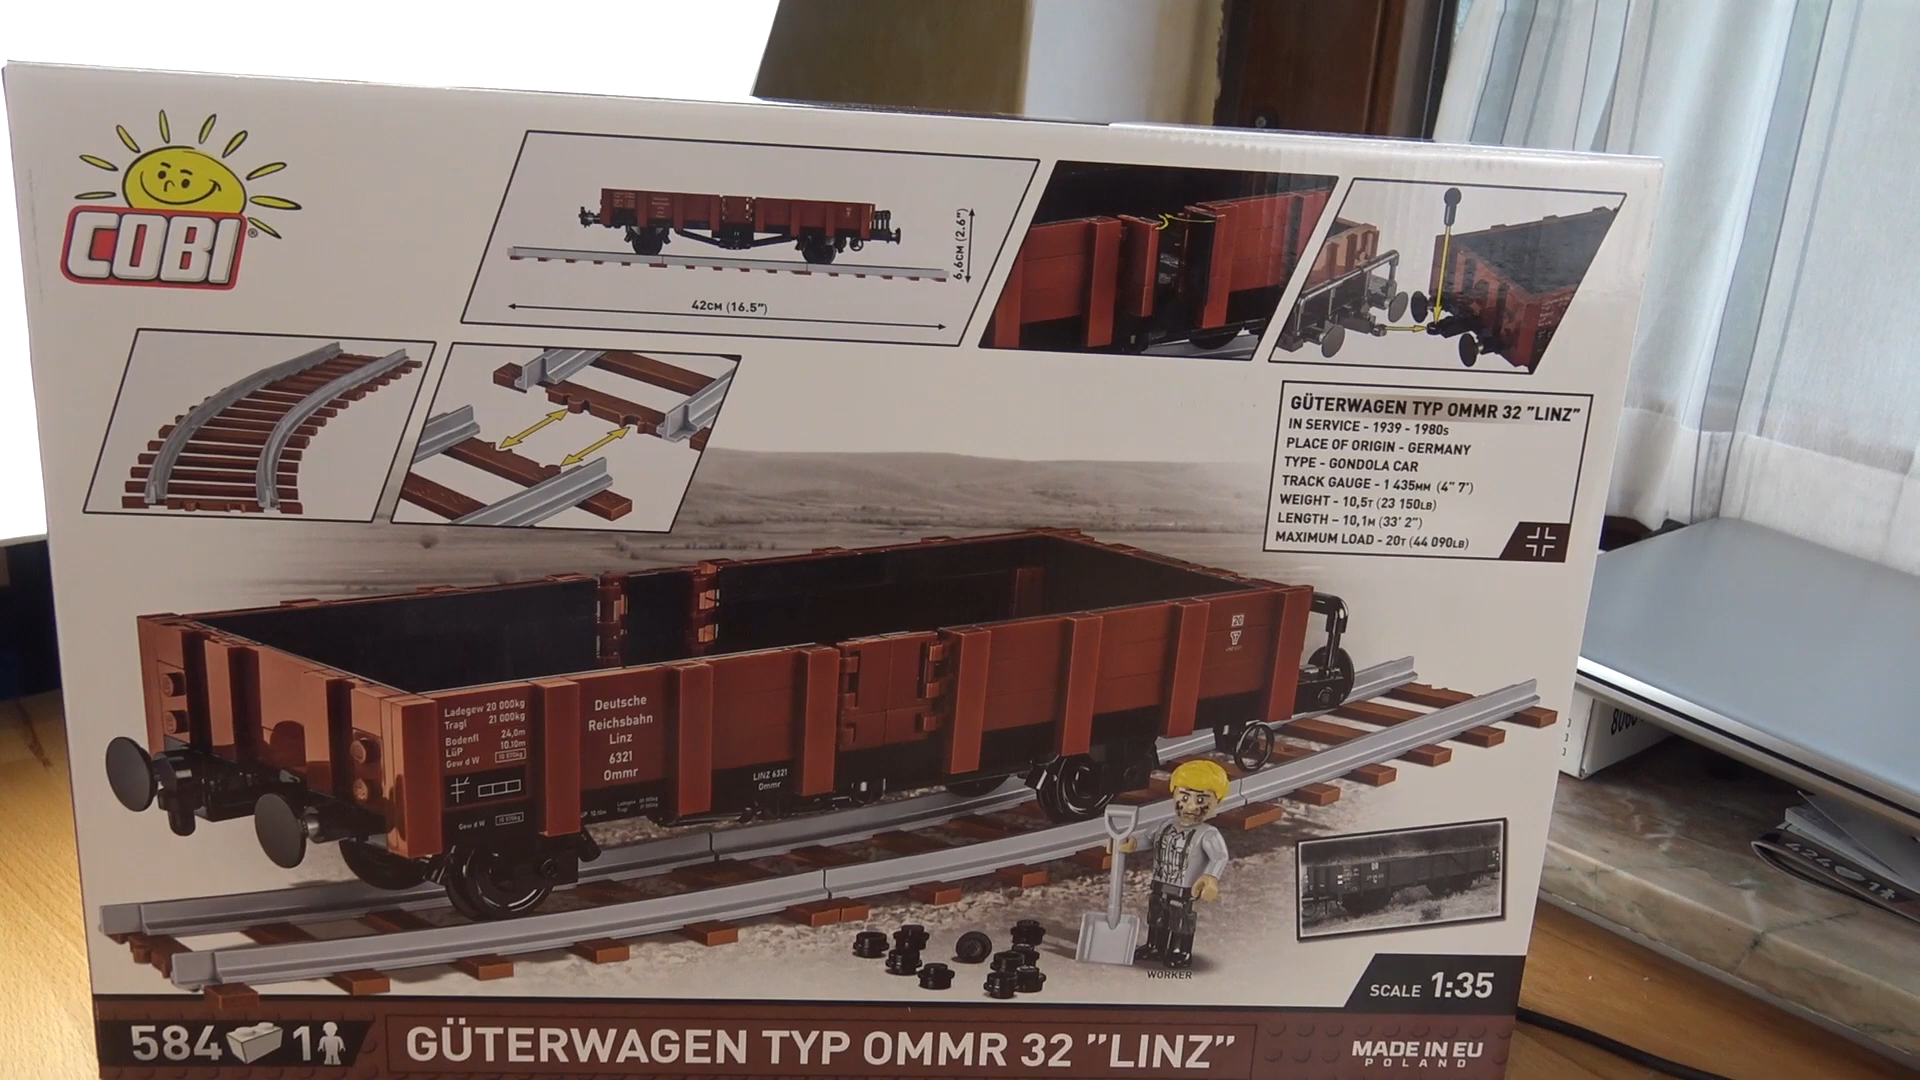 COBI®
6,6CM (2.6")
42CM (16.5")
GÜTERWAGEN TYP OMMR 32 "LINZ"
IN SERVICE - 1939 - 1980s
PLACE OF ORIGIN - GERMANY
TYPE - GONDOLA CAR
TRACK GAUGE - 1 435MM (4" 7')
WEIGHT - 10,5T (23 150LB)
LENGTH - 10,1M (33' 2")
MAXIMUM LOAD - 20T (44 090LB)
Ladegew 20 000kg
Tragl 21 000kg
Bodenfl 24,0m
LüP 10.10m
Gew d W
Deutsche
Reichsbahn
Linz
6321
Ommr
20
LINZ 6321
Ommr
Gew d W
WORKER
SCALE 1:35
584 1
GÜTERWAGEN TYP OMMR 32 "LINZ"
MADE IN EU
POLAND